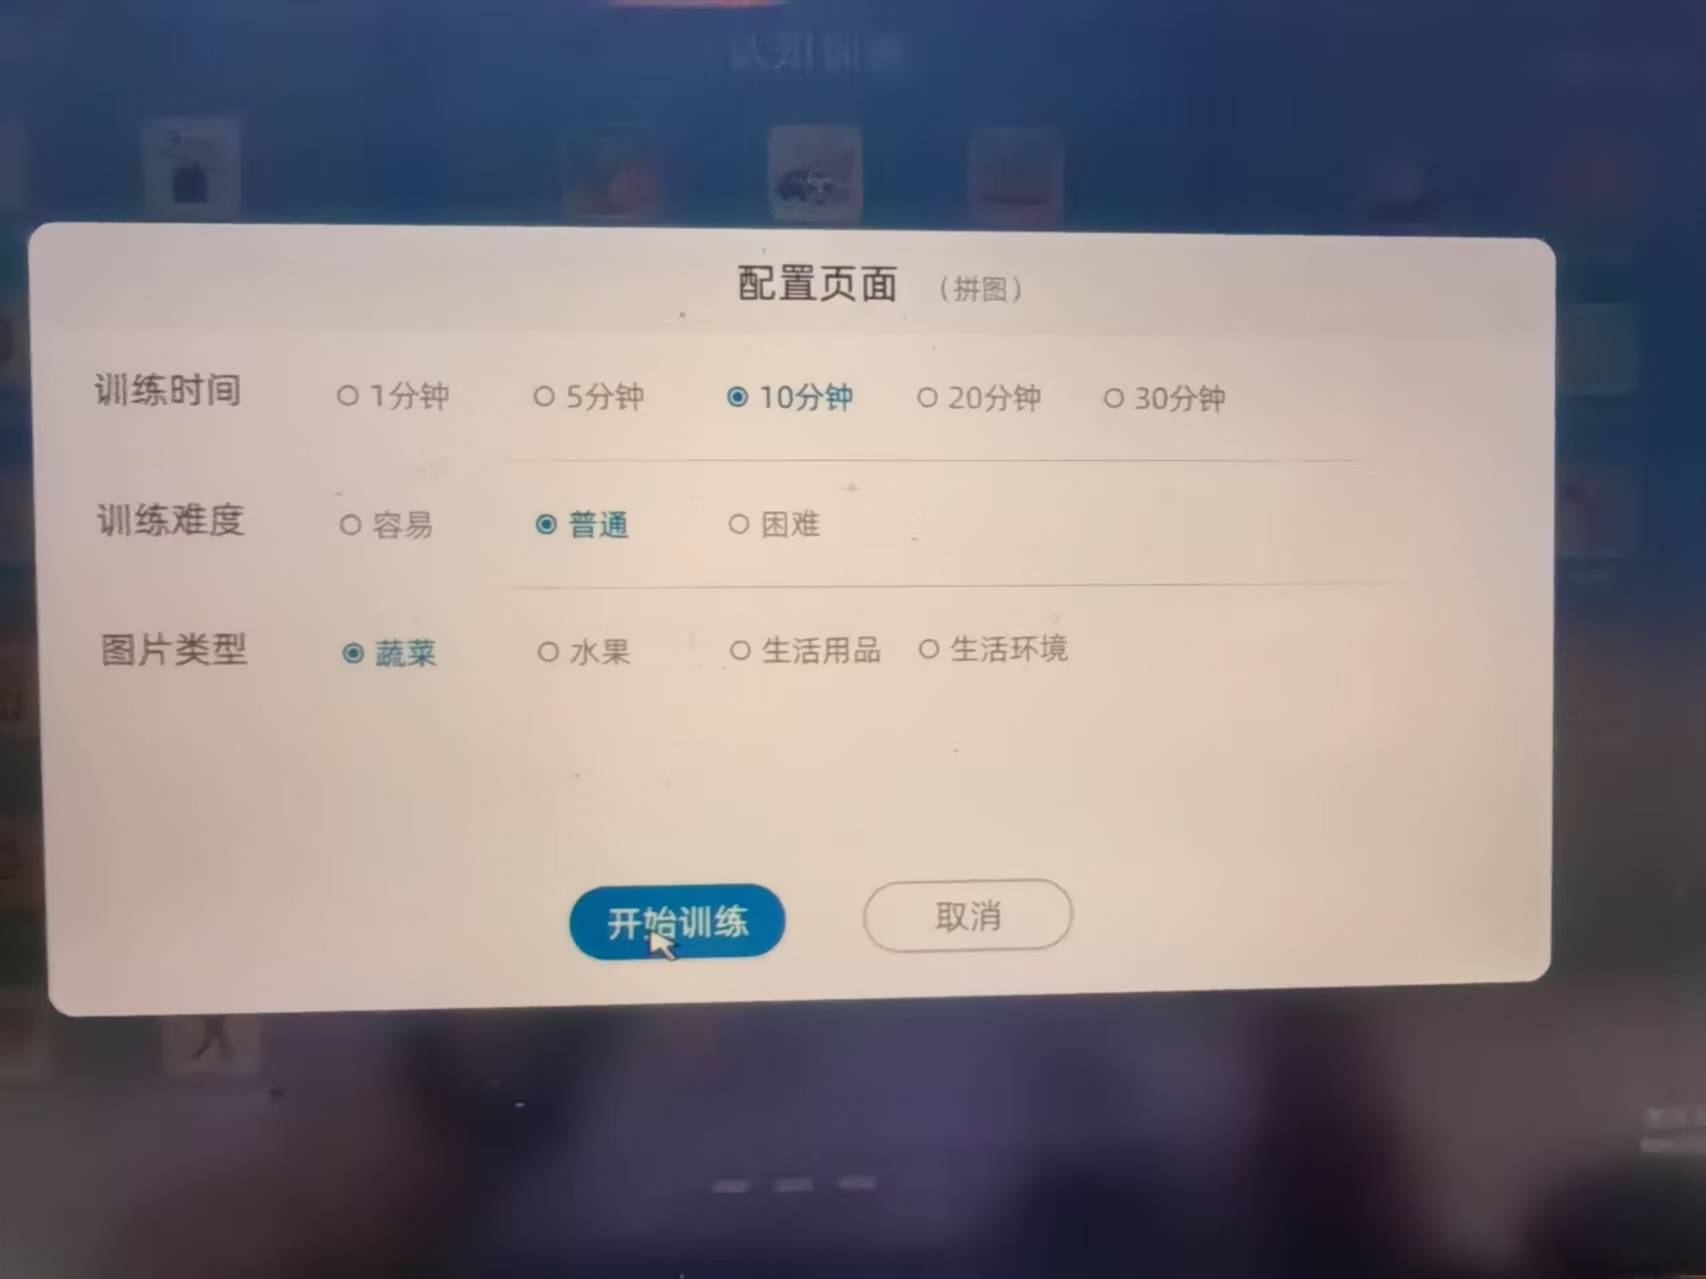 配置页面 （拼图）
训练时间 1分钟 5分钟 10分钟 20分钟 30分钟
训练难度 容易 普通 困难
图片类型 蔬菜 水果 生活用品 生活环境
开始训练 取消